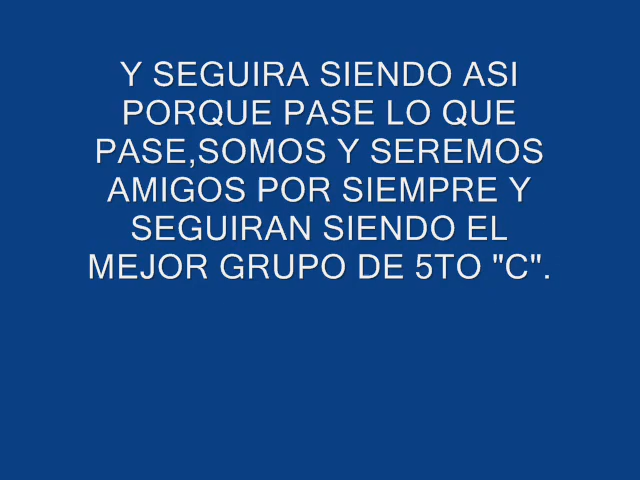 Y SEGUIRA SIENDO ASI
PORQUE PASE LO QUE
PASE,SOMOS Y SEREMOS
AMIGOS POR SIEMPRE Y
SEGUIRAN SIENDO EL
MEJOR GRUPO DE 5TO "C".